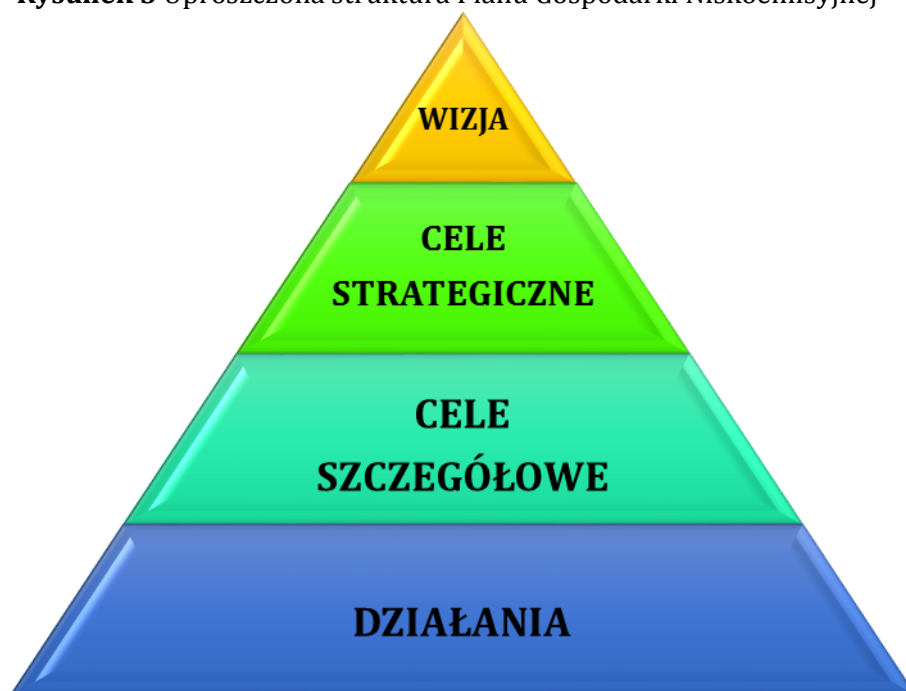 Rysunek 3 Uproszczona struktura Planu Gospodarki Niskoemisyjnej
WIZJA
CELE
STRATEGICZNE
CELE
SZCZEGÓŁOWE
DZIAŁANIA